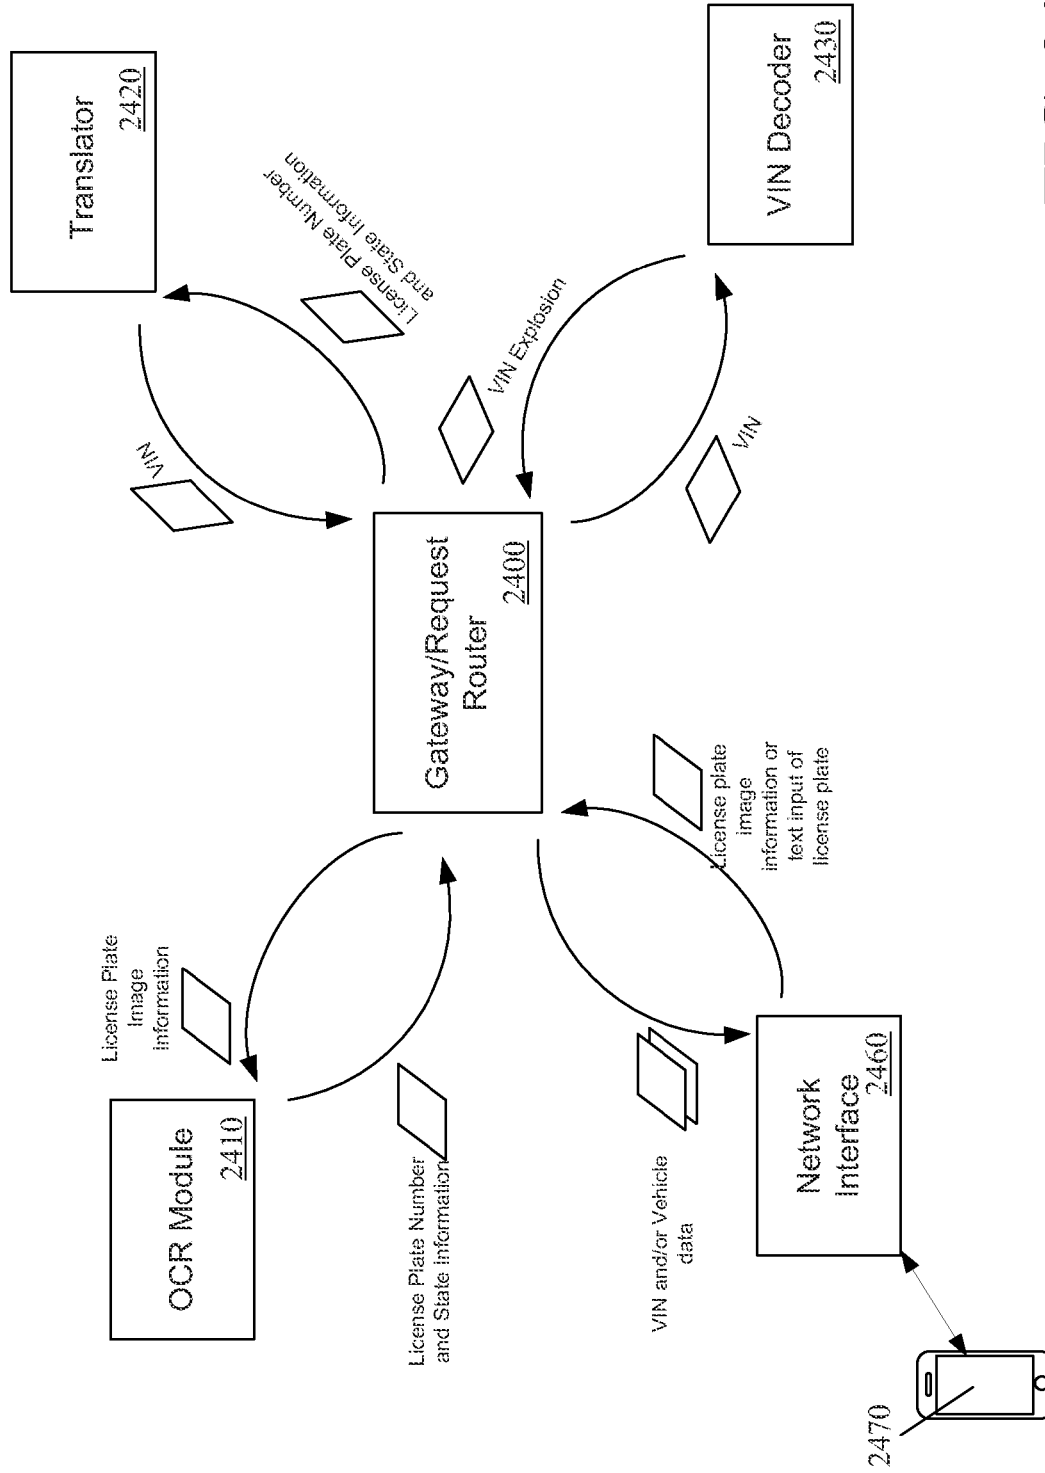 OCR Module
2410
License Plate
Image
Information
License Plate Number
and State Information
Translator
2420
VIN
License Plate Number
and State Information
Gateway/Request
Router
2400
VIN Explosion
VIN
VIN Decoder
2430
VIN and/or Vehicle
data
License plate
image
information or
text input of
license plate
Network
Interface
2460
2470